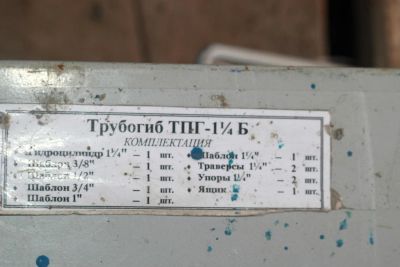 Трубогиб ТПГ-1¼ Б
КОМПЛЕКТАЦИЯ
Гидроцилиндр 1¼" – 1 шт.
Шаблон 3/8" – 1 шт.
Шаблон 1/2" – 1 шт.
Шаблон 3/4" – 1 шт.
Шаблон 1" – 1 шт.
Шаблон 1¼" – 1 шт.
Траверсы 1¼" – 2 шт.
Упоры 1¼" – 2 шт.
Ящик – 1 шт.